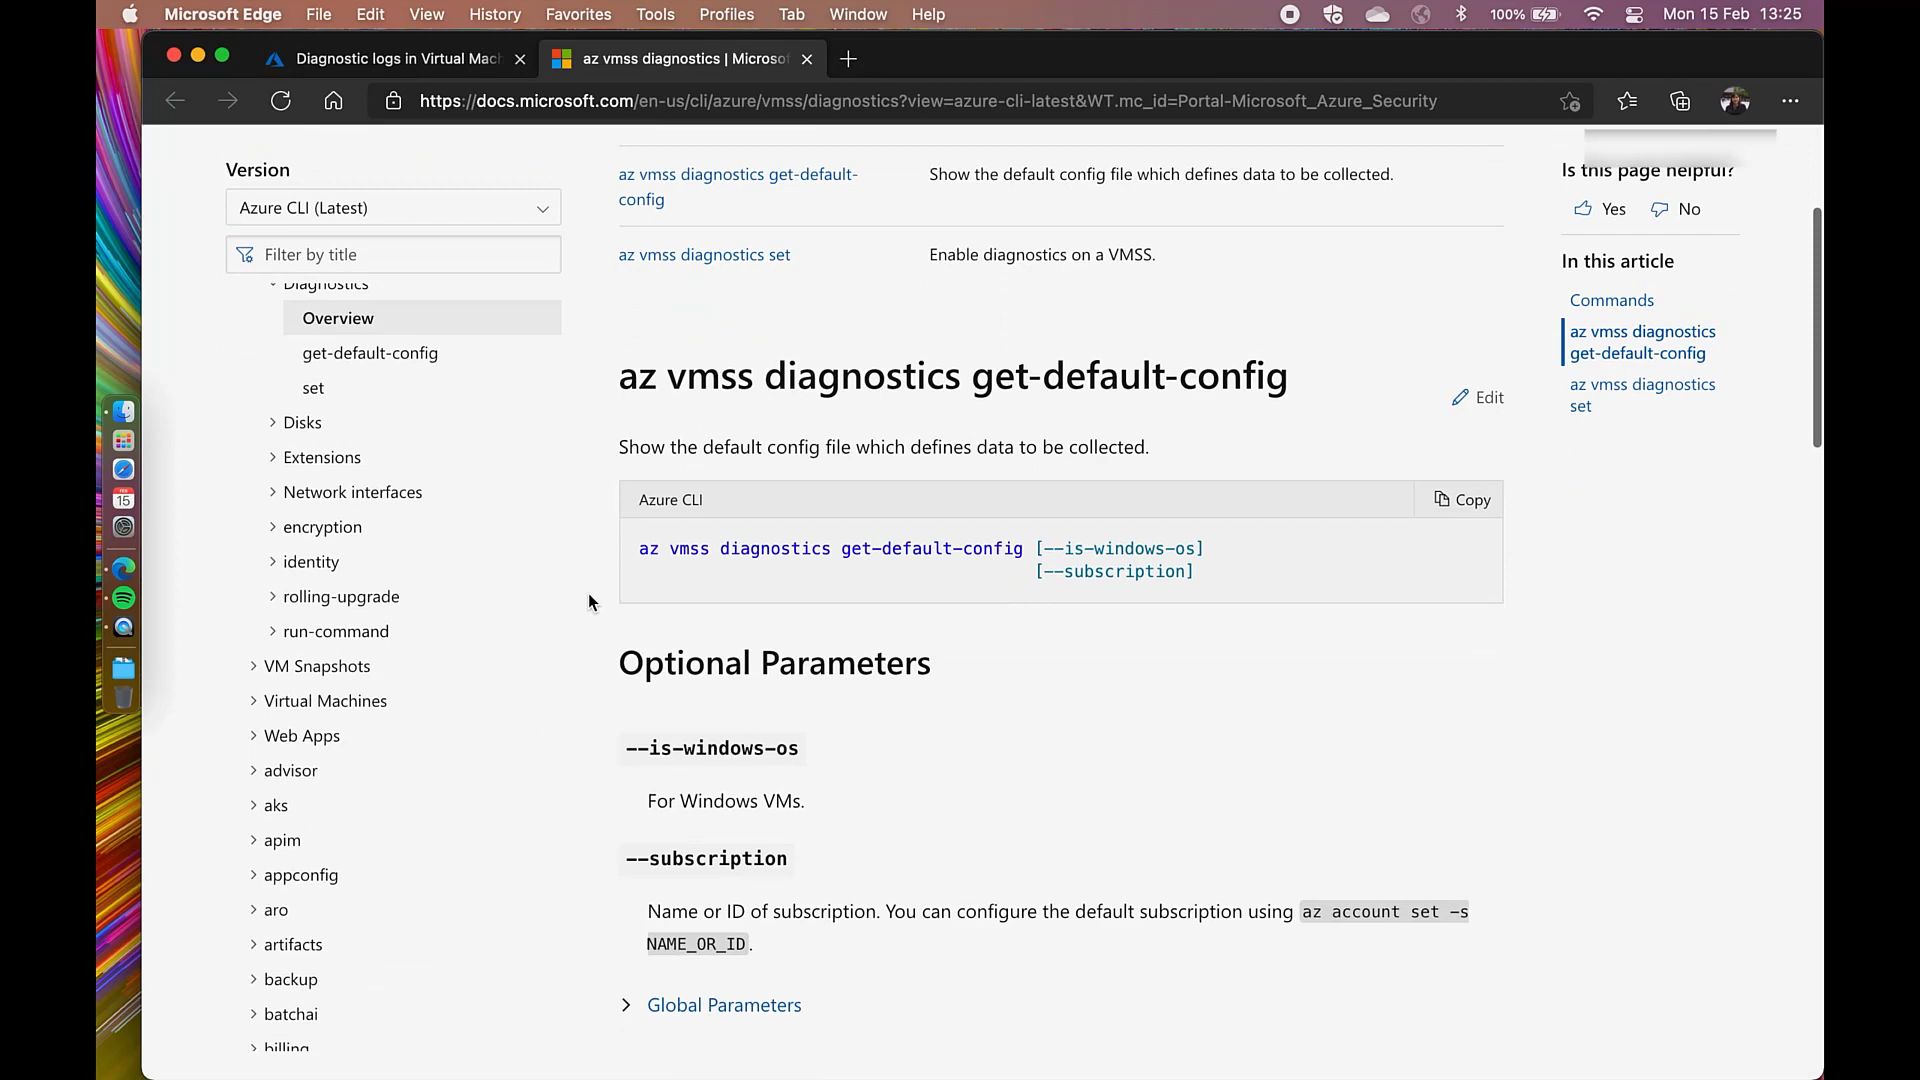 Microsoft Edge File Edit View History Favorites Tools Profiles Tab Window Help 100% Mon 15 Feb 13:25
Diagnostic logs in Virtual Mac
az vmss diagnostics | Microsof
https://docs.microsoft.com/en-us/cli/azure/vmss/diagnostics?view=azure-cli-latest&WT.mc_id=Portal-Microsoft_Azure_Security
Version
Azure CLI (Latest)
Filter by title
Diagnostics
Overview
get-default-config
set
Disks
Extensions
Network interfaces
encryption
identity
rolling-upgrade
run-command
VM Snapshots
Virtual Machines
Web Apps
advisor
aks
apim
appconfig
aro
artifacts
backup
batchai
billing
FEB
15
az vmss diagnostics get-default-
config
Show the default config file which defines data to be collected.
az vmss diagnostics set
Enable diagnostics on a VMSS.
az vmss diagnostics get-default-config
Edit
Show the default config file which defines data to be collected.
Azure CLI
Copy
az vmss diagnostics get-default-config [--is-windows-os]
[--subscription]
Optional Parameters
--is-windows-os
For Windows VMs.
--subscription
Name or ID of subscription. You can configure the default subscription using az account set -s
NAME_OR_ID.
Global Parameters
Is this page helpful?
Yes No
In this article
Commands
az vmss diagnostics
get-default-config
az vmss diagnostics
set